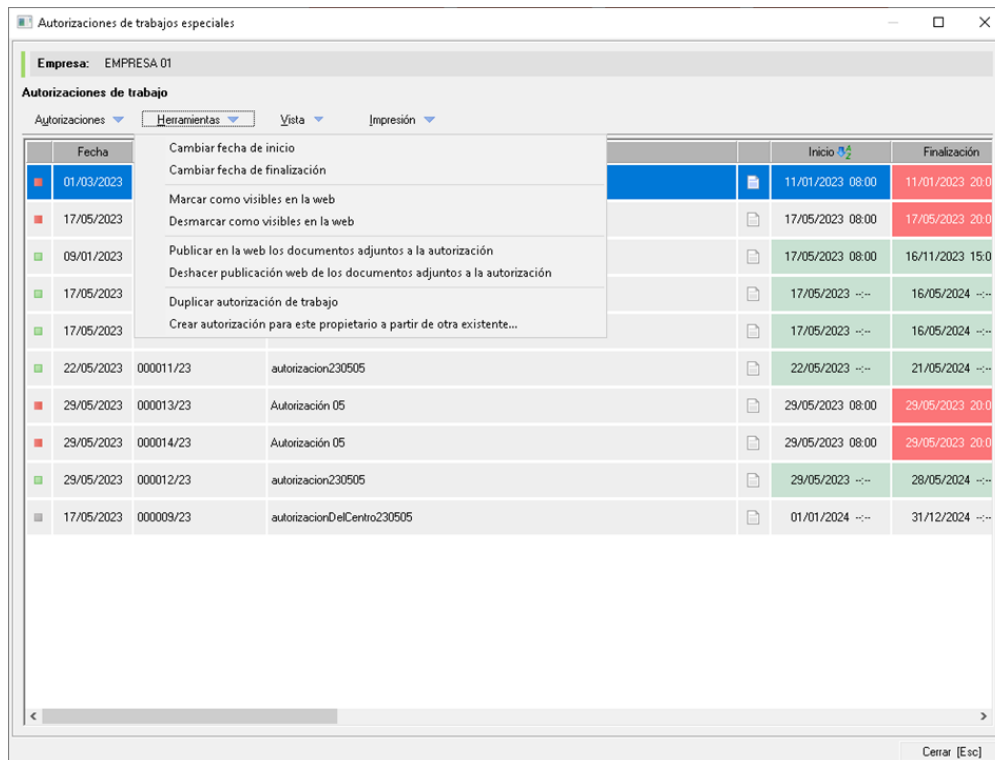 Autorizaciones de trabajos especiales
Empresa: EMPRESA 01
Autorizaciones de trabajo
Autorizaciones Herramientas Vista Impresión
Fecha Inicio Finalización
Cambiar fecha de inicio
Cambiar fecha de finalización
Marcar como visibles en la web
Desmarcar como visibles en la web
Publicar en la web los documentos adjuntos a la autorización
Deshacer publicación web de los documentos adjuntos a la autorización
Duplicar autorización de trabajo
Crear autorización para este propietario a partir de otra existente...
01/03/2023 11/01/2023 08:00 11/01/2023 20:0
17/05/2023 17/05/2023 08:00 17/05/2023 20:0
09/01/2023 17/05/2023 08:00 16/11/2023 15:0
17/05/2023 17/05/2023 --:-- 16/05/2024 --:--
17/05/2023 17/05/2023 --:-- 16/05/2024 --:--
22/05/2023 000011/23 autorizacion230505 22/05/2023 --:-- 21/05/2024 --:--
29/05/2023 000013/23 Autorización 05 29/05/2023 08:00 29/05/2023 20:0
29/05/2023 000014/23 Autorización 05 29/05/2023 08:00 29/05/2023 20:0
29/05/2023 000012/23 autorizacion230505 29/05/2023 --:-- 28/05/2024 --:--
17/05/2023 000009/23 autorizacionDelCentro230505 01/01/2024 --:-- 31/12/2024 --:--
Cerrar [Esc]